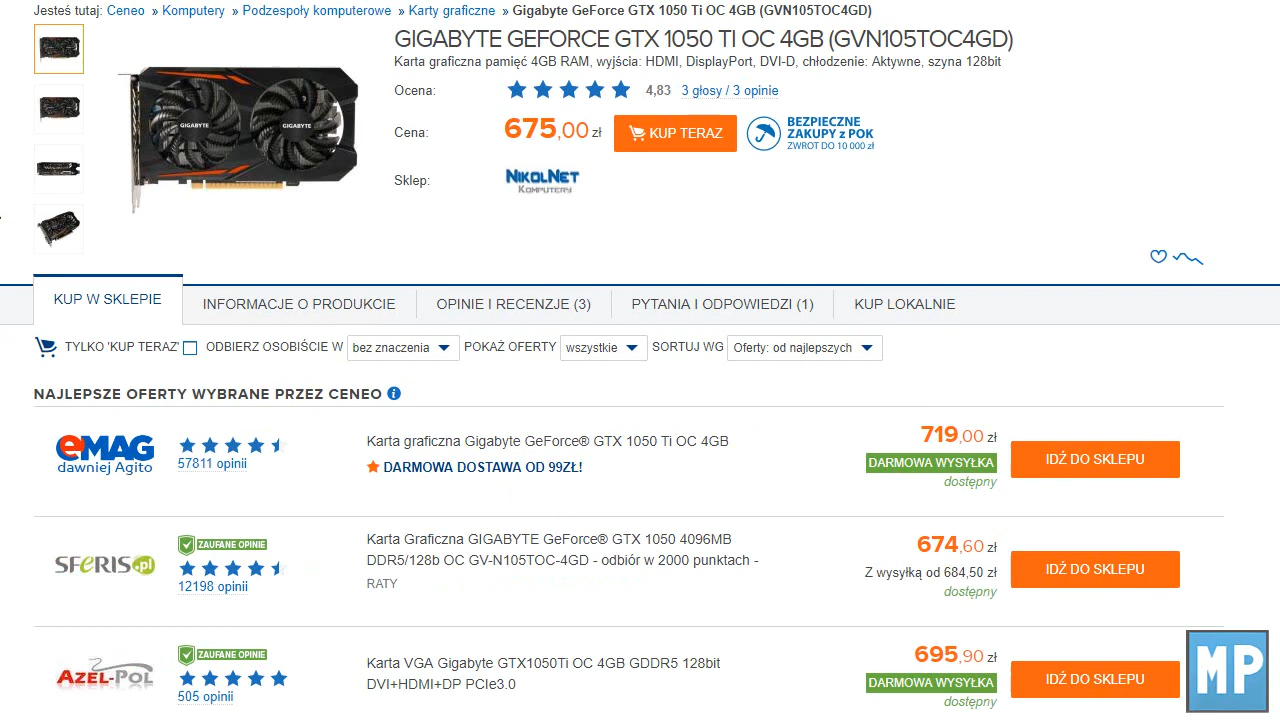 Jesteś tutaj: Ceneo » Komputery » Podzespoły komputerowe » Karty graficzne » Gigabyte GeForce GTX 1050 Ti OC 4GB (GVN105TOC4GD)
GIGABYTE GEFORCE GTX 1050 TI OC 4GB (GVN105TOC4GD)
Karta graficzna pamięć 4GB RAM, wyjścia: HDMI, DisplayPort, DVI-D, chłodzenie: Aktywne, szyna 128bit
Ocena: 4,83 3 głosy / 3 opinie
GIGABYTE GIGABYTE
Cena: 675,00 zł KUP TERAZ
BEZPIECZNE
ZAKUPY z POK
ZWROT DO 10 000 zł
Sklep: NIKOLNET
KOMPUTERY
KUP W SKLEPIE INFORMACJE O PRODUKCIE OPINIE I RECENZJE (3) PYTANIA I ODPOWIEDZI (1) KUP LOKALNIE
TYLKO 'KUP TERAZ' ODBIERZ OSOBIŚCIE W bez znaczenia POKAŻ OFERTY wszystkie SORTUJ WG Oferty: od najlepszych
NAJLEPSZE OFERTY WYBRANE PRZEZ CENEO i
eMAG
dawniej Agito
57811 opinii
Karta graficzna Gigabyte GeForce® GTX 1050 Ti OC 4GB
DARMOWA DOSTAWA OD 99ZŁ!
719,00 zł
DARMOWA WYSYŁKA
dostępny
IDŹ DO SKLEPU
SFERIS.pl
ZAUFANE OPINIE
12198 opinii
Karta Graficzna GIGABYTE GeForce® GTX 1050 4096MB
DDR5/128b OC GV-N105TOC-4GD - odbiór w 2000 punktach -
RATY
674,60 zł
Z wysyłką od 684,50 zł
dostępny
IDŹ DO SKLEPU
AZEL-POL
ZAUFANE OPINIE
505 opinii
Karta VGA Gigabyte GTX1050Ti OC 4GB GDDR5 128bit
DVI+HDMI+DP PCIe3.0
695,90 zł
DARMOWA WYSYŁKA
dostępny
IDŹ DO SKLEPU
MP